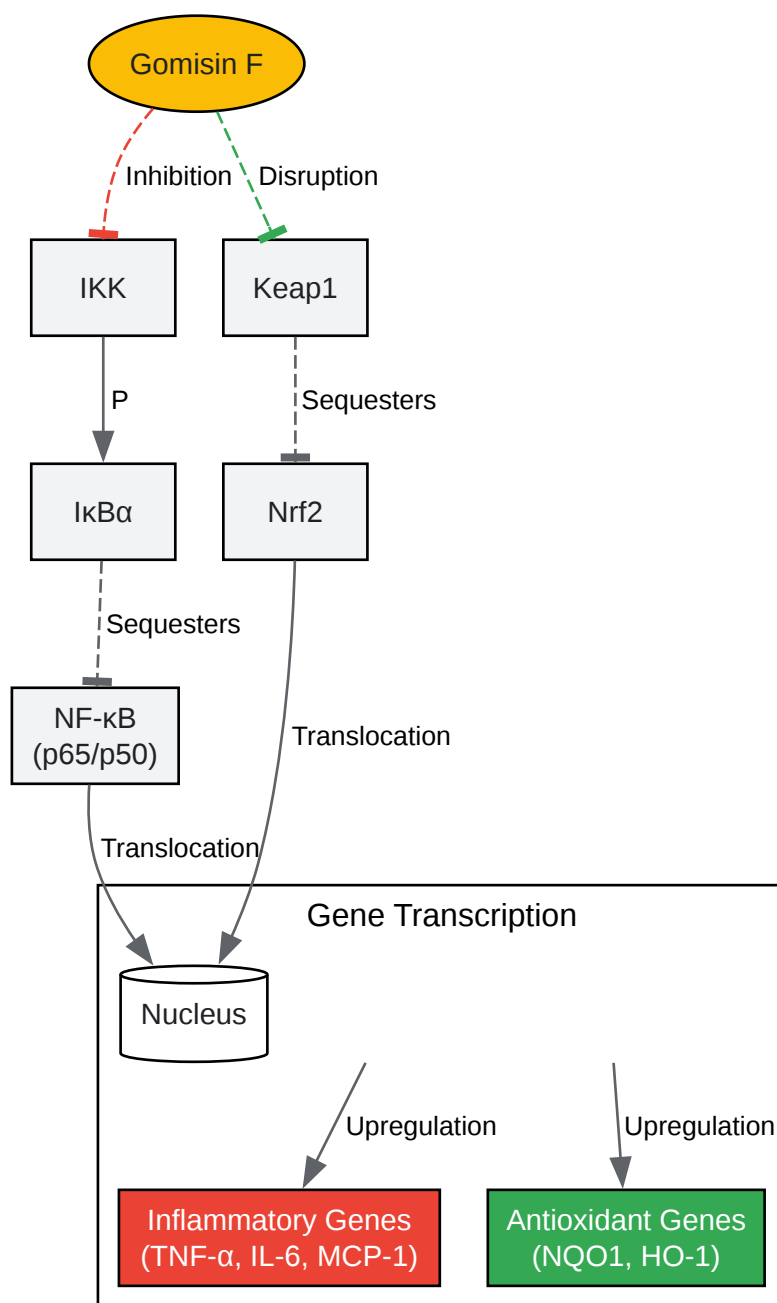 Gomisin F
Inhibition
Disruption
IKK
Keap1
P
Sequesters
IκBα
Nrf2
Sequesters
NF-κB
(p65/p50)
Translocation
Translocation
Gene Transcription
Nucleus
Upregulation
Upregulation
Inflammatory Genes
(TNF-α, IL-6, MCP-1)
Antioxidant Genes
(NQO1, HO-1)